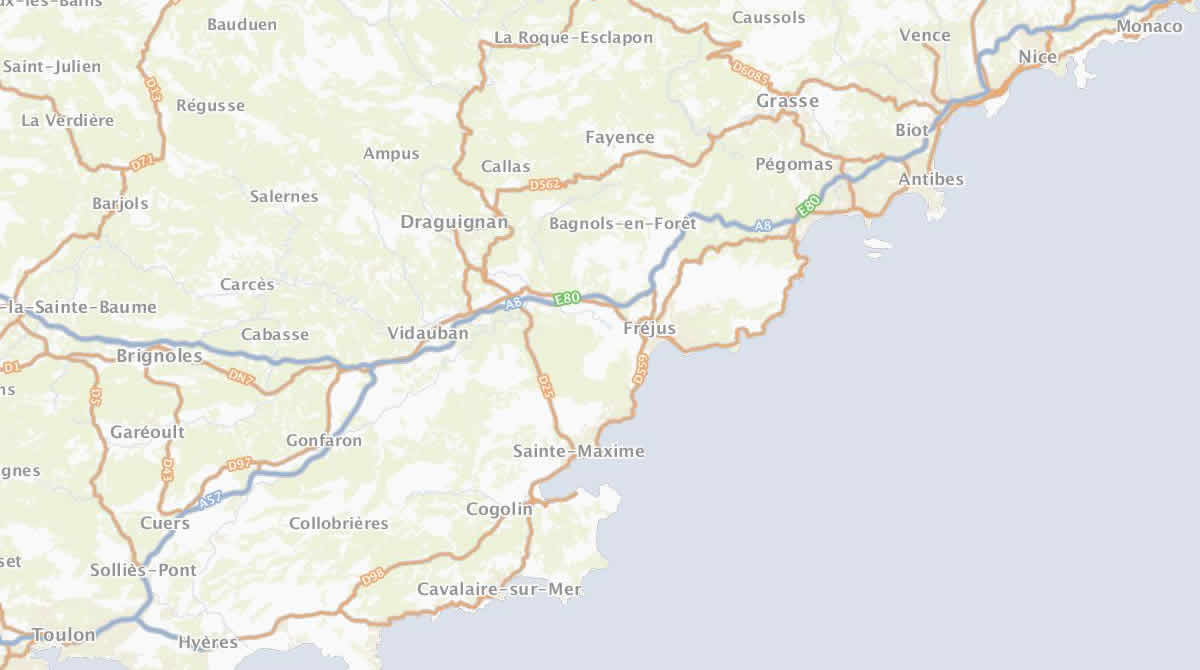 ux-les-Bains
Bauduen
Caussols
Monaco
La Roque-Esclapon
Vence
Nice
Saint-Julien
D6085
D13
Régusse
Grasse
La Verdière
Biot
Fayence
Ampus
D71
Callas
Pégomas
Antibes
D562
Salernes
Barjols
E80
Draguignan
Bagnols-en-Forêt
A8
Carcès
-la-Sainte-Baume
E80
A8
Cabasse
Vidauban
Fréjus
Brignoles
D1
DN7
D559
D25
ns
D5
Garéoult
Gonfaron
Sainte-Maxime
gnes
D43
D97
A57
Cogolin
Cuers
Collobrières
set
Solliès-Pont
D98
Cavalaire-sur-Mer
Toulon
Hyères